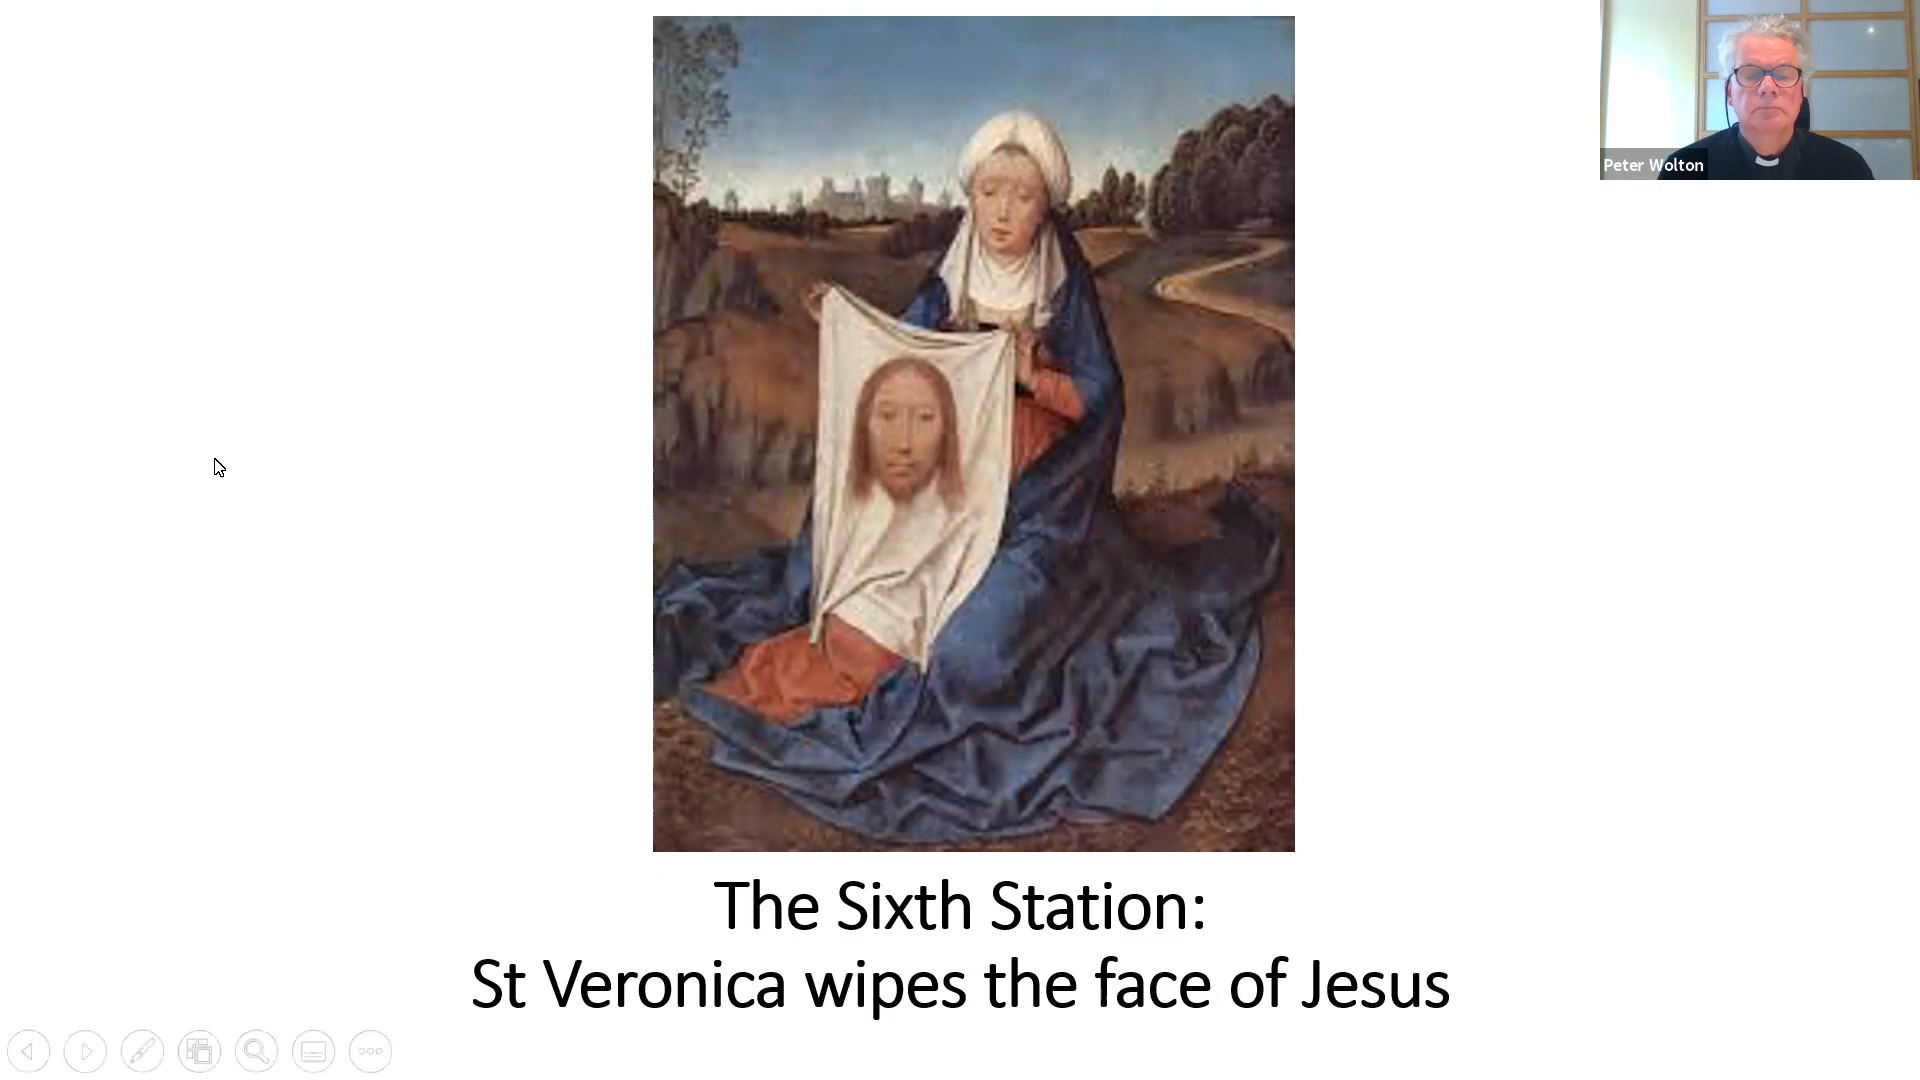 Peter Wolton
The Sixth Station:
St Veronica wipes the face of Jesus